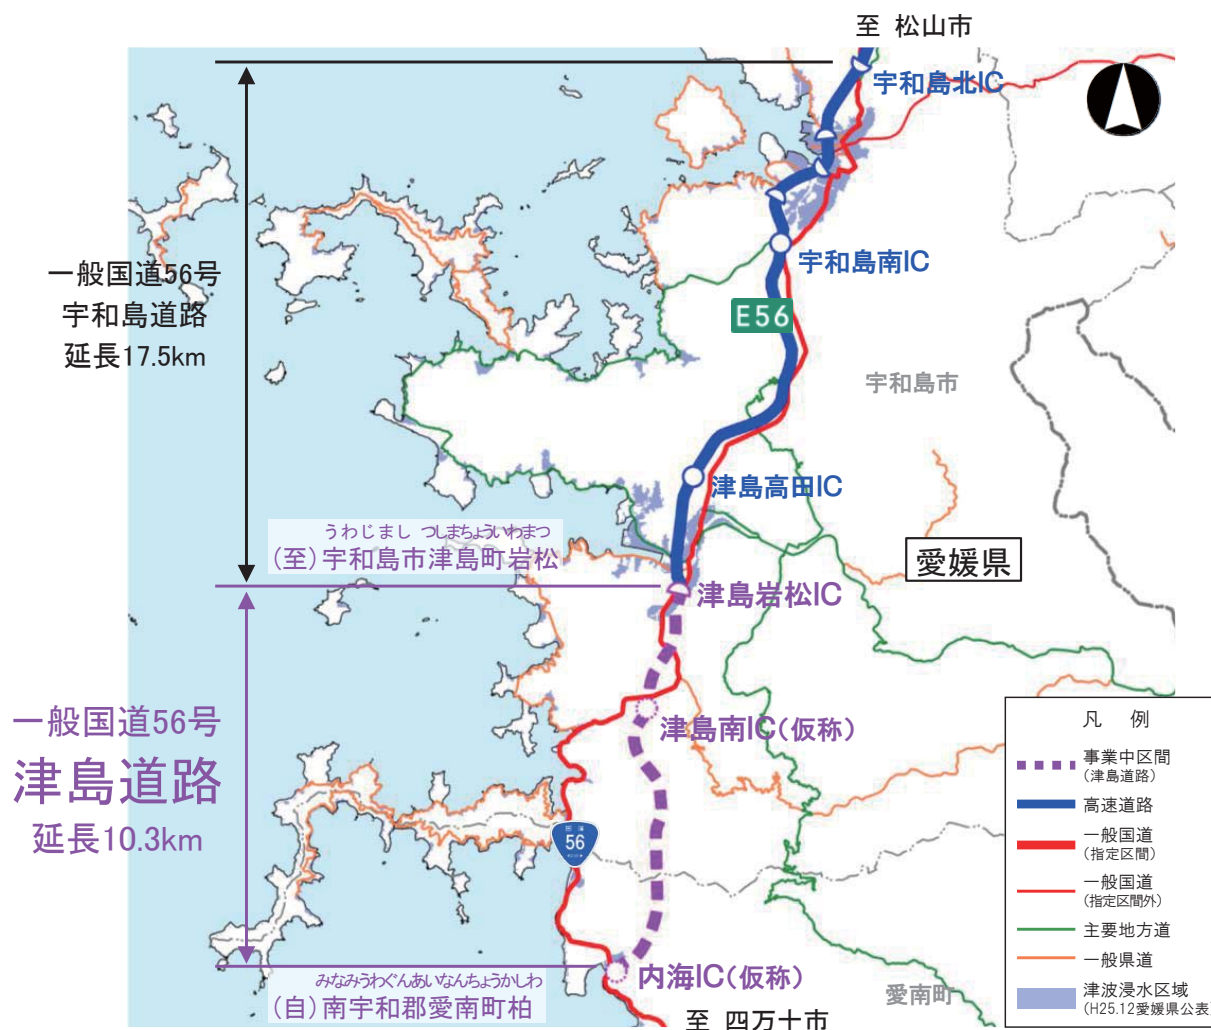 至 松山市
宇和島北IC
宇和島南IC
E56
一般国道56号
宇和島道路
延長17.5km
宇和島市
津島高田IC
うわじまし つしまちょういわまつ
(至)宇和島市津島町岩松
愛媛県
津島岩松IC
一般国道56号
津島道路
延長10.3km
津島南IC(仮称)
56
内海IC(仮称)
みなみうわぐんあいなんちょうかしわ
(自)南宇和郡愛南町柏
愛南町
至 四万十市
凡 例
事業中区間
(津島道路)
高速道路
一般国道
(指定区間)
一般国道
(指定区間外)
主要地方道
一般県道
津波浸水区域
(H25.12愛媛県公表)